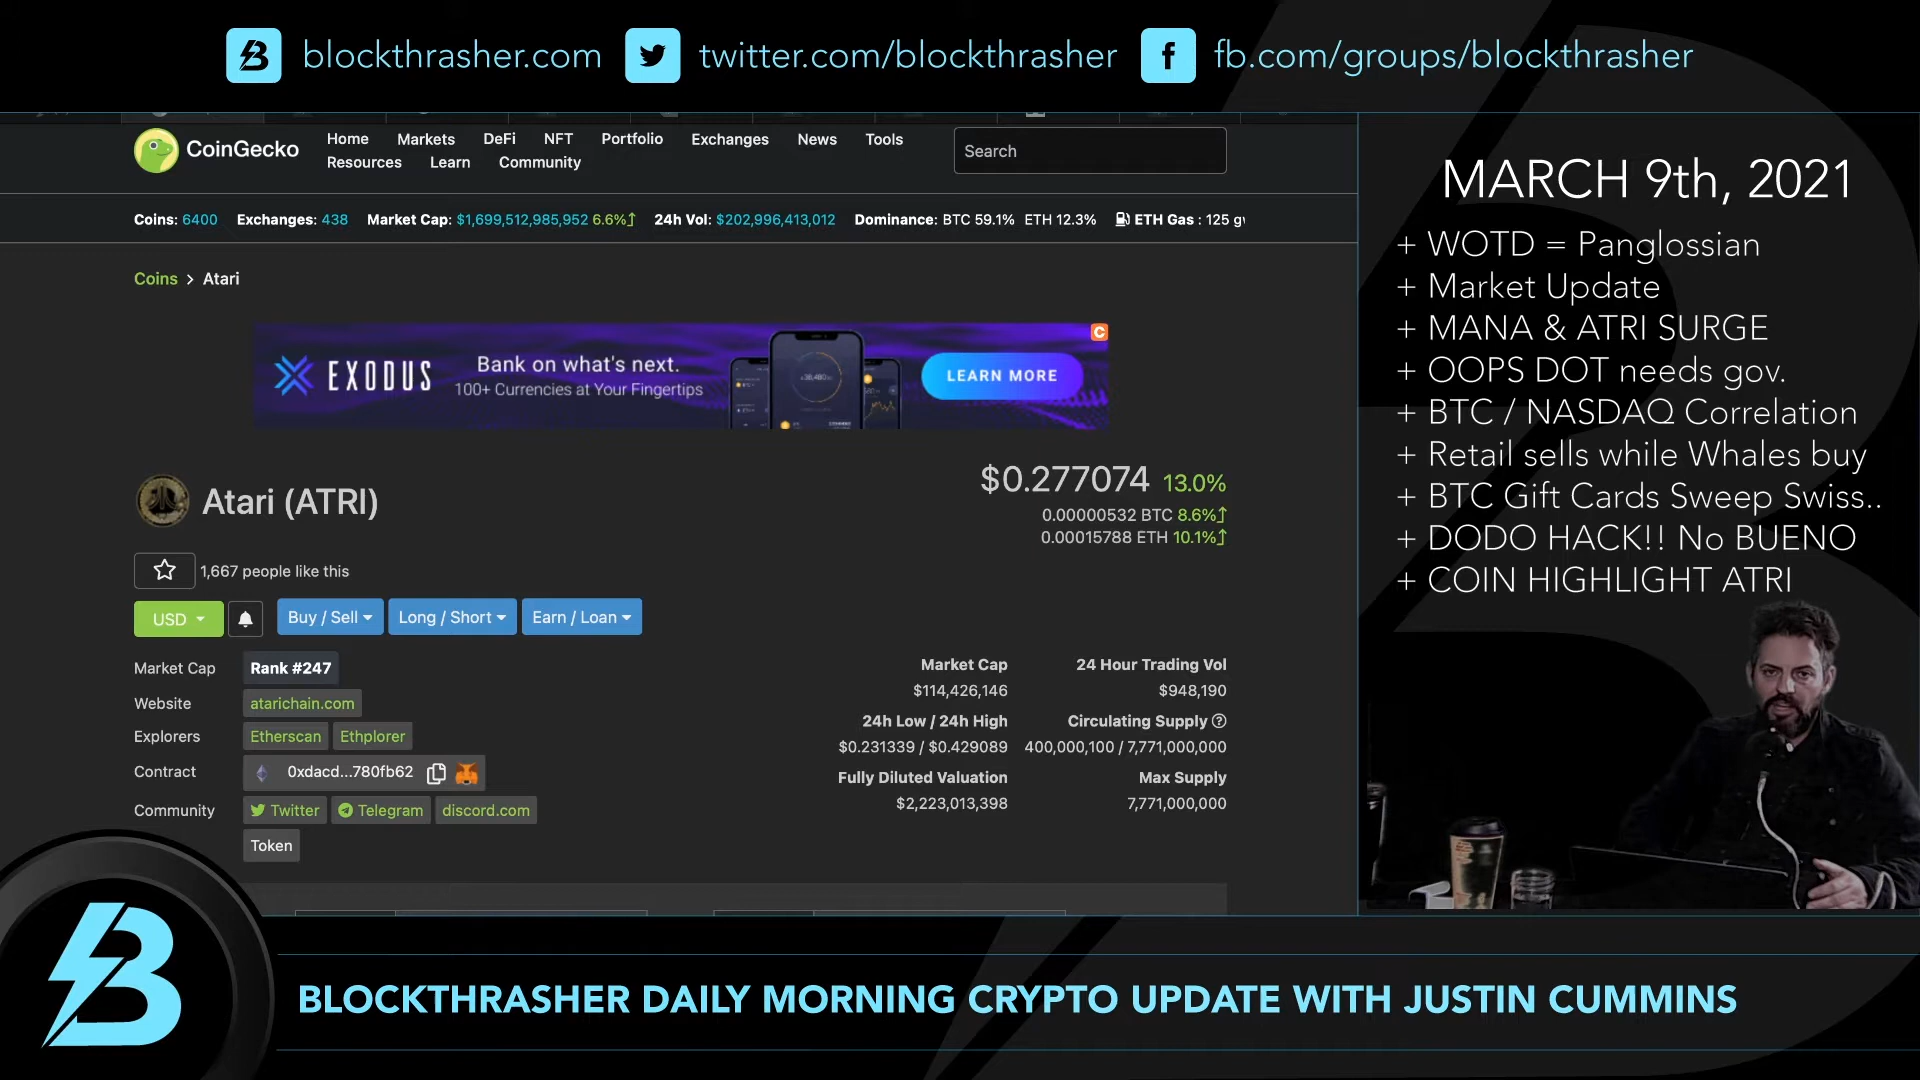 blockthrasher.com twitter.com/blockthrasher fb.com/groups/blockthrasher
CoinGecko
Home Markets DeFi NFT Portfolio Exchanges News Tools
Resources Learn Community
Search
Coins: 6400 Exchanges: 438 Market Cap: $1,699,512,985,952 6.6% 24h Vol: $202,996,413,012 Dominance: BTC 59.1% ETH 12.3% ETH Gas : 125
Coins > Atari
EXODUS
Bank on what's next.
100+ Currencies at Your Fingertips
LEARN MORE
Atari (ATRI)
$0.277074 13.0%
0.00000532 BTC 8.6%
0.00015788 ETH 10.1%
1,667 people like this
USD Buy / Sell Long / Short Earn / Loan
Market Cap Rank #247
Website atarichain.com
Explorers Etherscan Ethplorer
Contract 0xdacd...780fb62
Community Twitter Telegram discord.com
Token
Market Cap 24 Hour Trading Vol
$114,426,146 $948,190
24h Low / 24h High Circulating Supply
$0.231339 / $0.429089 400,000,100 / 7,771,000,000
Fully Diluted Valuation Max Supply
$2,223,013,398 7,771,000,000
MARCH 9th, 2021
+ WOTD = Panglossian
+ Market Update
+ MANA & ATRI SURGE
+ OOPS DOT needs gov.
+ BTC / NASDAQ Correlation
+ Retail sells while Whales buy
+ BTC Gift Cards Sweep Swiss..
+ DODO HACK!! No BUENO
+ COIN HIGHLIGHT ATRI
BLOCKTHRASHER DAILY MORNING CRYPTO UPDATE WITH JUSTIN CUMMINS